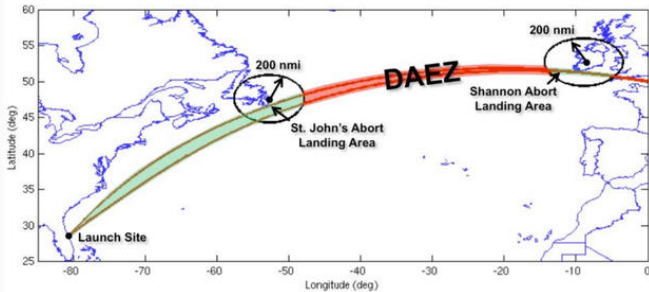 60
55
50
45
40
35
30
25
Latitude (deg)
200 nmi
DAEZ
200 nmi
Shannon Abort
Landing Area
St. John's Abort
Landing Area
Launch Site
-80
-70
-60
-50
-40
-30
-20
-10
0
Longitude (deg)